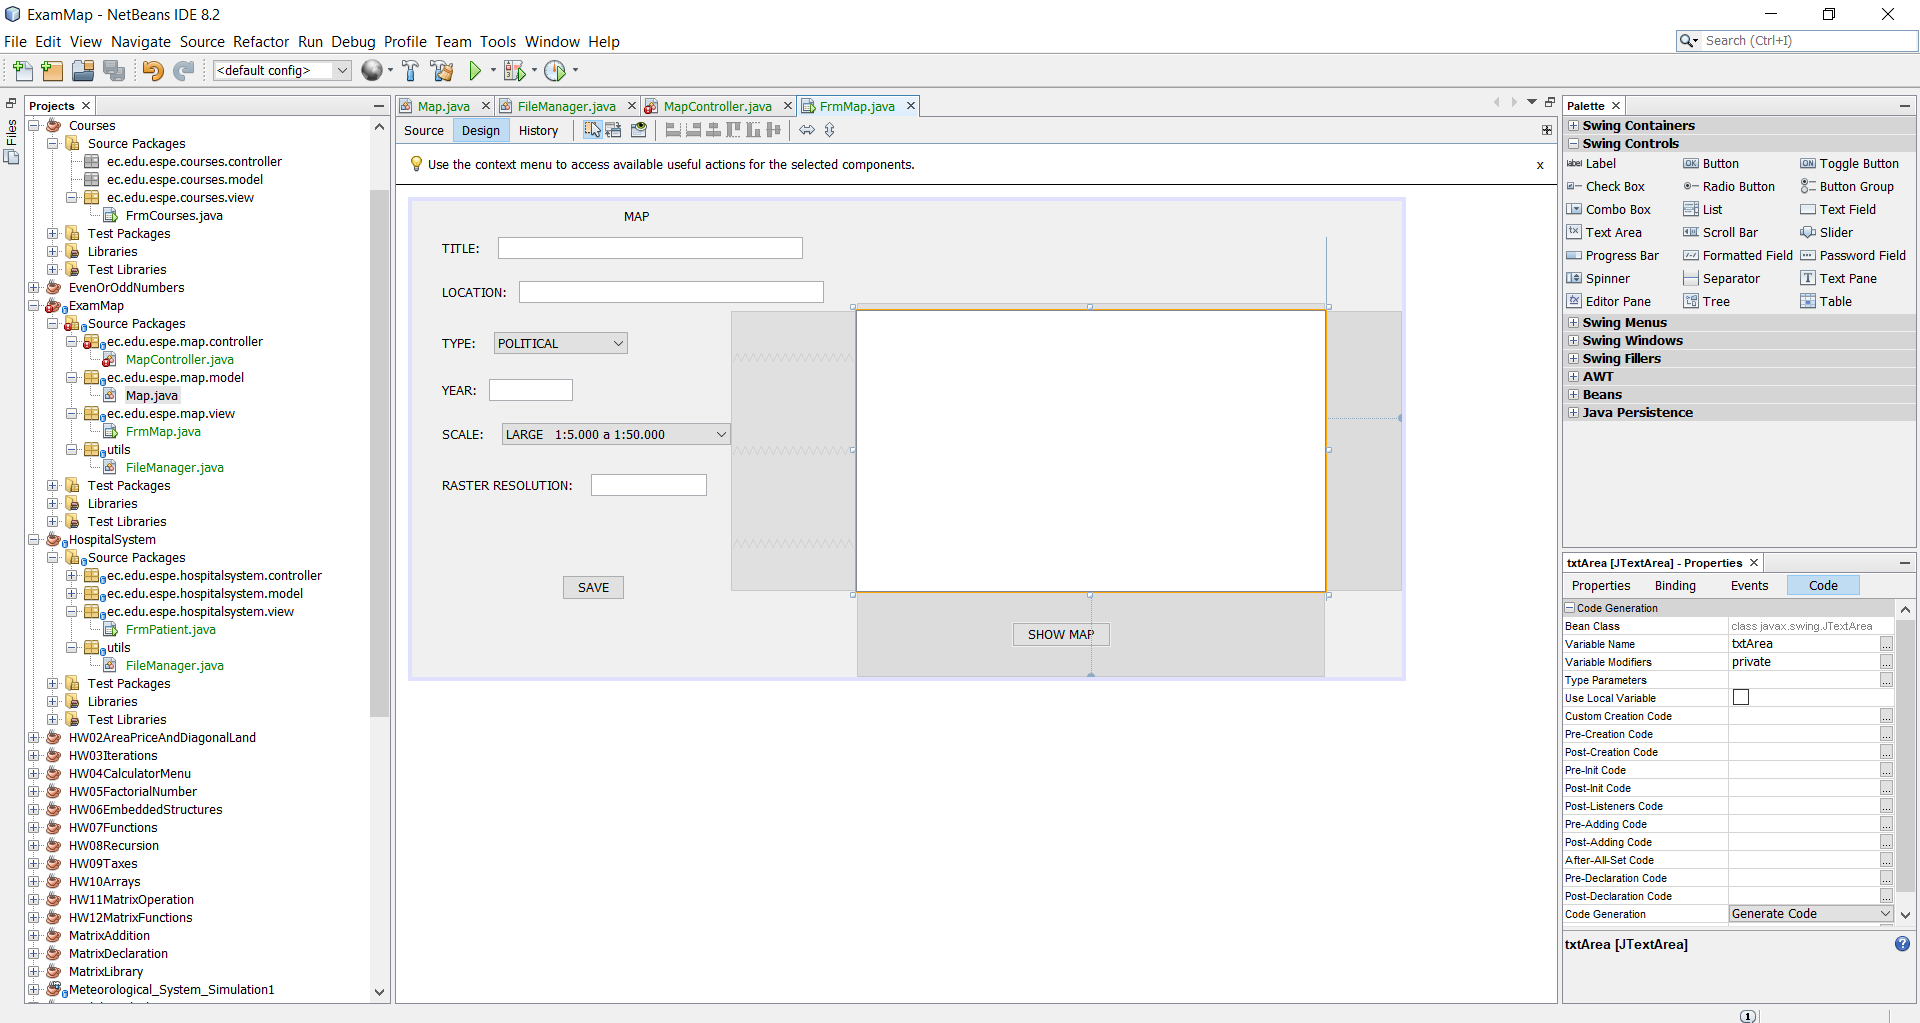 ExamMap - NetBeans IDE 8.2
File Edit View Navigate Source Refactor Run Debug Profile Team Tools Window Help
Search (Ctrl+I)
<default config>
Files
Projects
Courses
Source Packages
ec.edu.espe.courses.controller
ec.edu.espe.courses.model
ec.edu.espe.courses.view
FrmCourses.java
Test Packages
Libraries
Test Libraries
EvenOrOddNumbers
ExamMap
Source Packages
ec.edu.espe.map.controller
MapController.java
ec.edu.espe.map.model
Map.java
ec.edu.espe.map.view
FrmMap.java
utils
FileManager.java
Test Packages
Libraries
Test Libraries
HospitalSystem
Source Packages
ec.edu.espe.hospitalsystem.controller
ec.edu.espe.hospitalsystem.model
ec.edu.espe.hospitalsystem.view
FrmPatient.java
utils
FileManager.java
Test Packages
Libraries
Test Libraries
HW02AreaPriceAndDiagonalLand
HW03Iterations
HW04CalculatorMenu
HW05FactorialNumber
HW06EmbeddedStructures
HW07Functions
HW08Recursion
HW09Taxes
HW10Arrays
HW11MatrixOperation
HW12MatrixFunctions
MatrixAddition
MatrixDeclaration
MatrixLibrary
Meteorological_System_Simulation1
Map.java FileManager.java MapController.java FrmMap.java
Source Design History
Use the context menu to access available useful actions for the selected components.
x
MAP
TITLE:
LOCATION:
TYPE: POLITICAL
YEAR:
SCALE: LARGE 1:5.000 a 1:50.000
RASTER RESOLUTION:
SAVE
SHOW MAP
Palette
Swing Containers
Swing Controls
Label Button Toggle Button
Check Box Radio Button Button Group
Combo Box List Text Field
Text Area Scroll Bar Slider
Progress Bar Formatted Field Password Field
Spinner Separator Text Pane
Editor Pane Tree Table
Swing Menus
Swing Windows
Swing Fillers
AWT
Beans
Java Persistence
txtArea [JTextArea] - Properties
Properties Binding Events Code
Code Generation
Bean Class class javax.swing.JTextArea
Variable Name txtArea
Variable Modifiers private
Type Parameters
Use Local Variable
Custom Creation Code
Pre-Creation Code
Post-Creation Code
Pre-Init Code
Post-Init Code
Post-Listeners Code
Pre-Adding Code
Post-Adding Code
After-All-Set Code
Pre-Declaration Code
Post-Declaration Code
Code Generation Generate Code
txtArea [JTextArea]
1